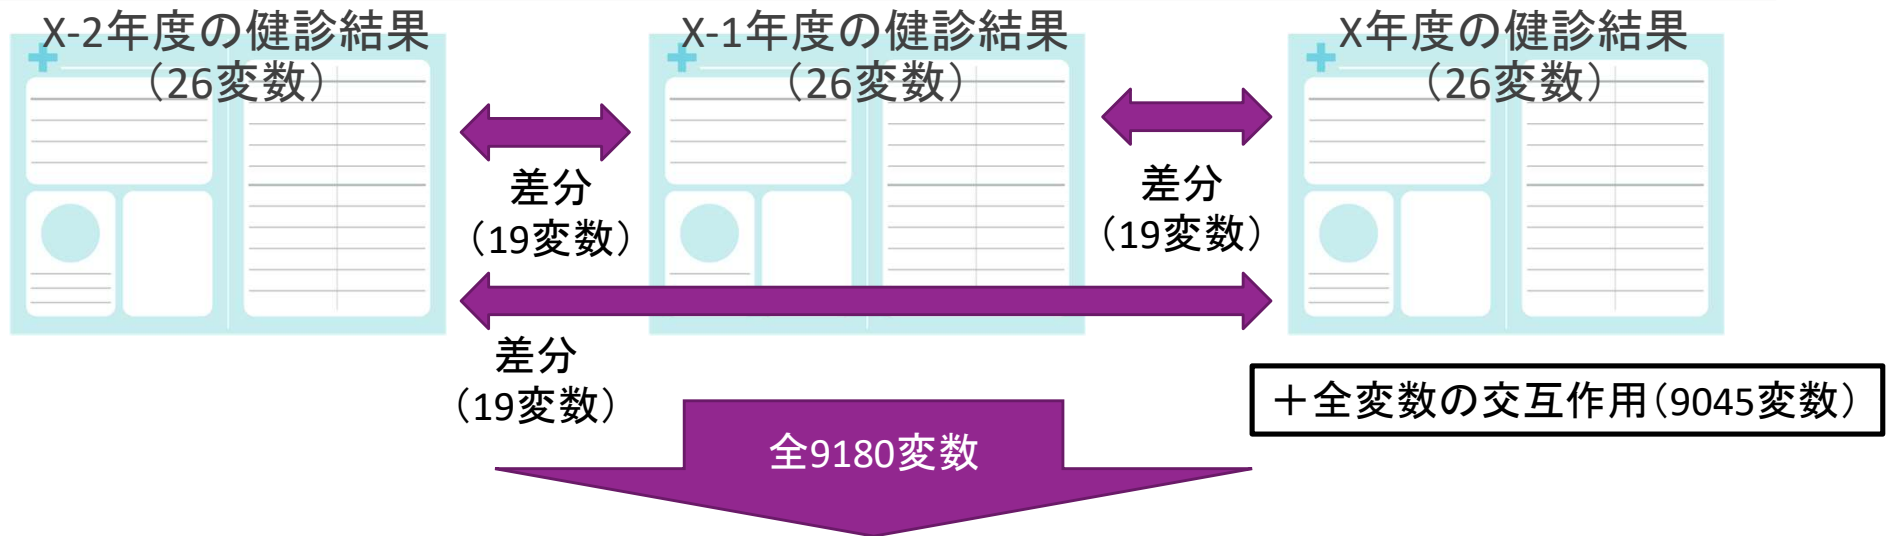 X-2年度の健診結果
（26変数）
X-1年度の健診結果
（26変数）
X年度の健診結果
（26変数）
差分
（19変数）
差分
（19変数）
差分
（19変数）
＋全変数の交互作用（9045変数）
全9180変数